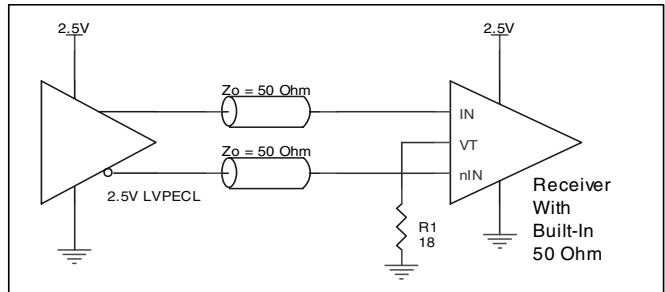 2.5V
2.5V
Zo = 50 Ohm
IN
VT
Zo = 50 Ohm
nIN
2.5V LVPECL
Receiver
With
Built-In
50 Ohm
R1
18